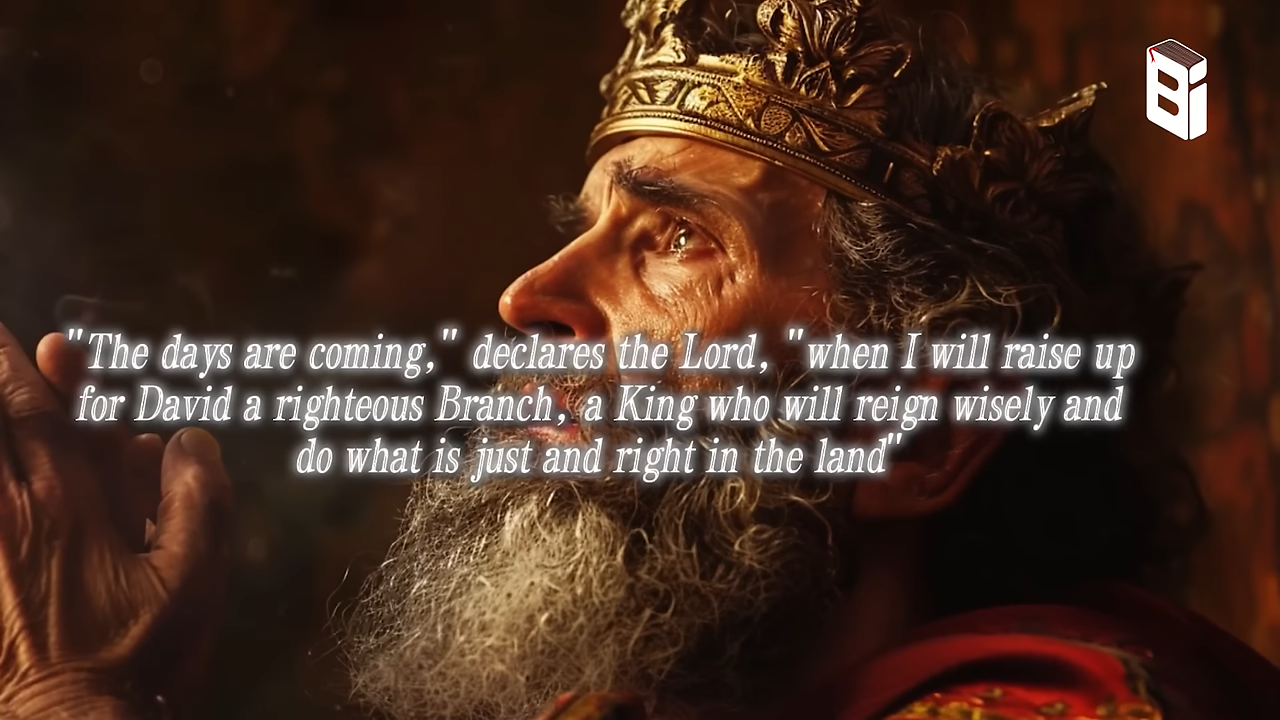 "The days are coming," declares the Lord, "when I will raise up
for David a righteous Branch, a King who will reign wisely and
do what is just and right in the land"
Bi